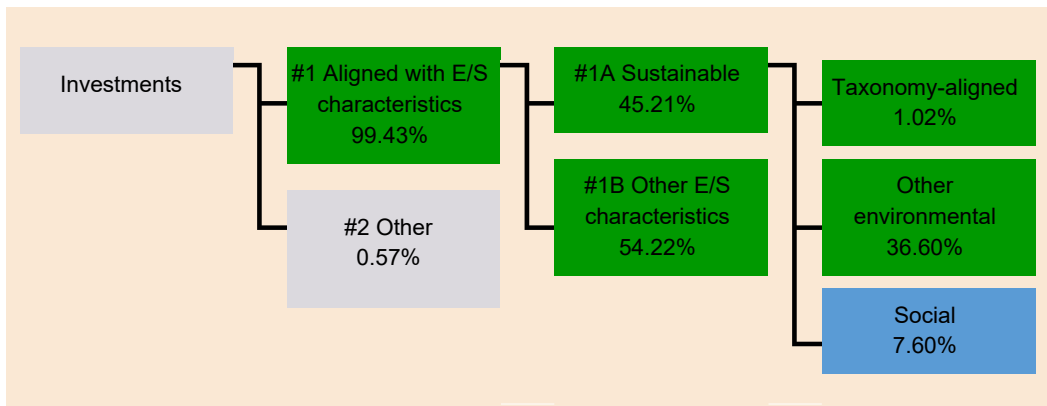 Investments
#1 Aligned with E/S
characteristics
99.43%
#2 Other
0.57%
#1A Sustainable
45.21%
#1B Other E/S
characteristics
54.22%
Taxonomy-aligned
1.02%
Other
environmental
36.60%
Social
7.60%